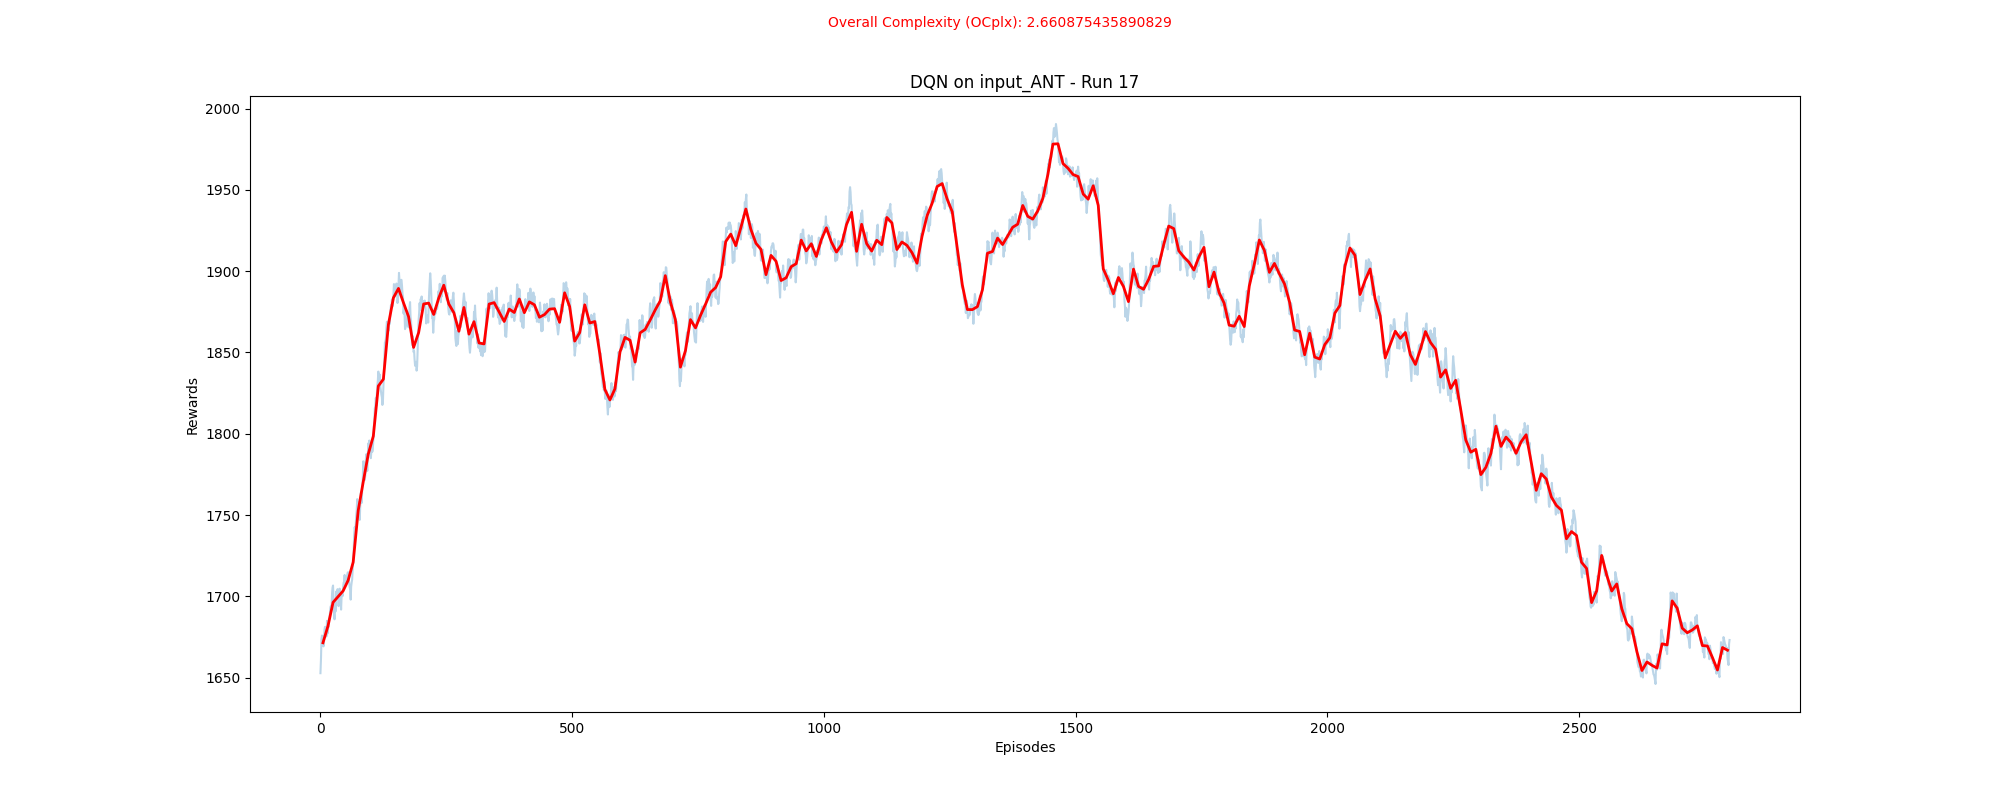 Overall Complexity (OCplx): 2.660875435890829
DQN on input_ANT - Run 17
2000
1950
1900
1850
1800
1750
1700
1650
Rewards
0 500 1000 1500 2000 2500
Episodes